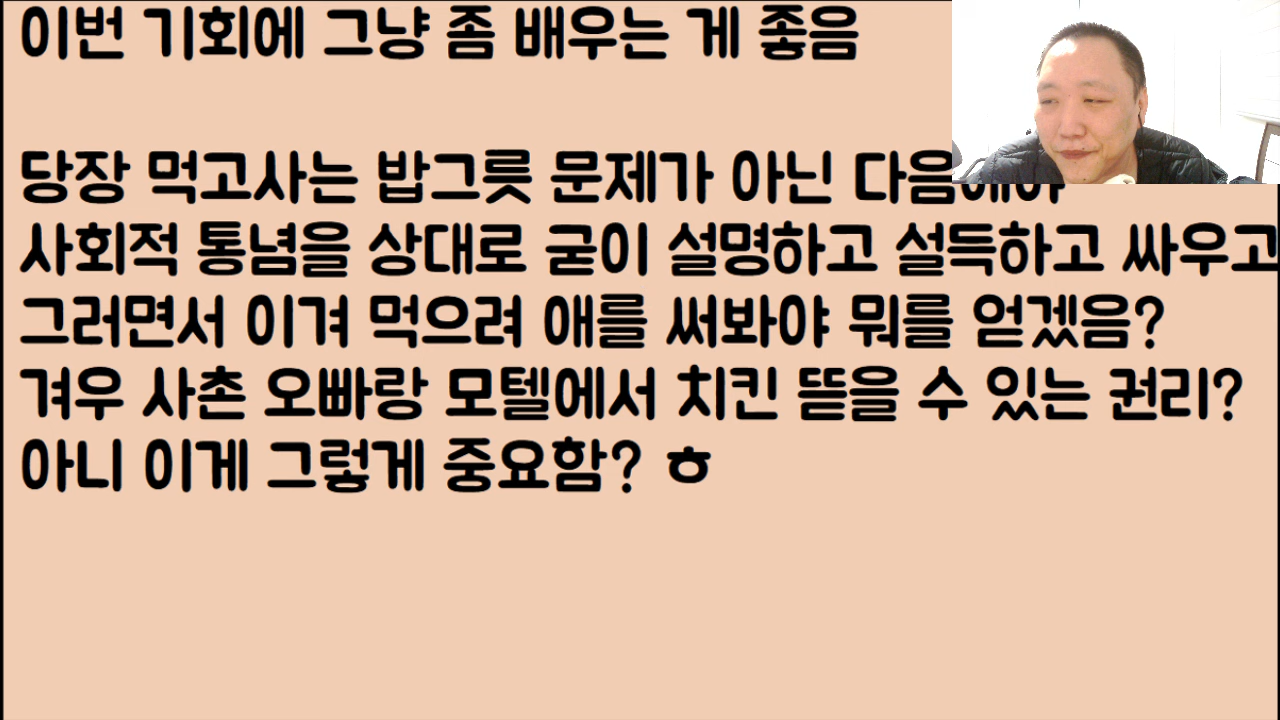 이번 기회에 그냥 좀 배우는 게 좋음
당장 먹고사는 밥그릇 문제가 아닌 다음에야
사회적 통념을 상대로 굳이 설명하고 설득하고 싸우고
그러면서 이겨 먹으려 애를 써봐야 뭐를 얻겠음?
겨우 사촌 오빠랑 모텔에서 치킨 뜯을 수 있는 권리?
아니 이게 그렇게 중요함? ㅎ